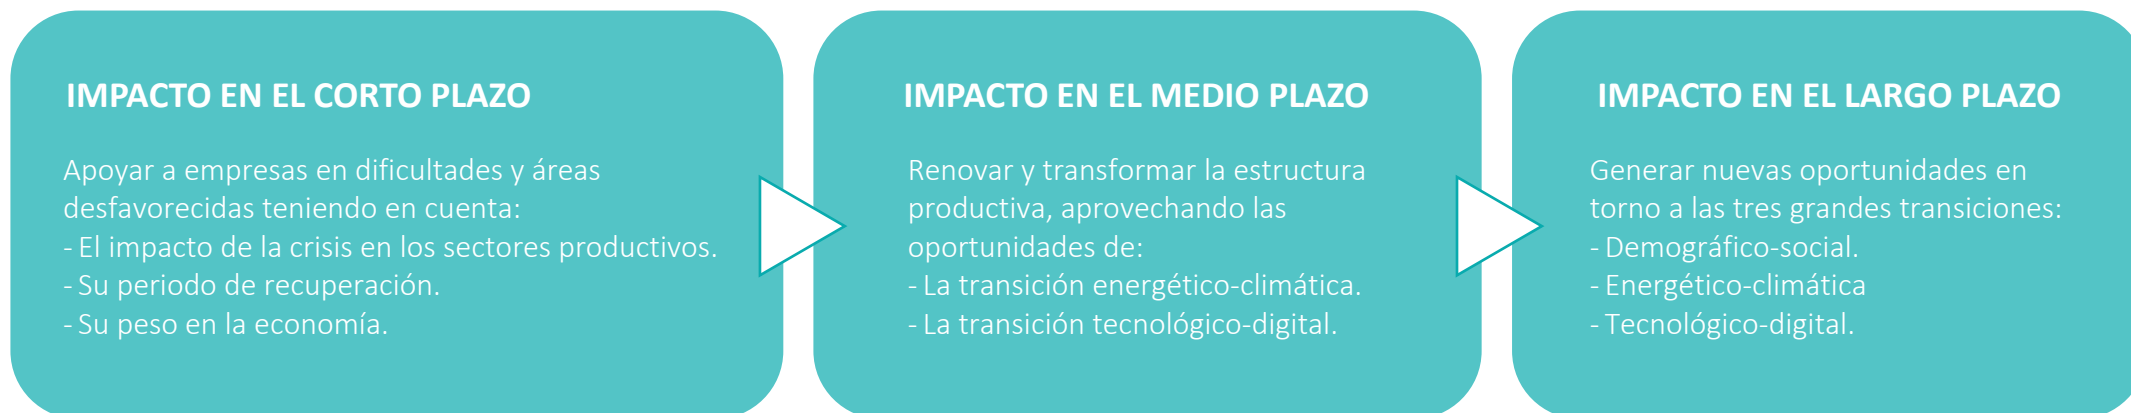 IMPACTO EN EL CORTO PLAZO
Apoyar a empresas en dificultades y áreas
desfavorecidas teniendo en cuenta:
- El impacto de la crisis en los sectores productivos.
- Su periodo de recuperación.
- Su peso en la economía.
IMPACTO EN EL MEDIO PLAZO
Renovar y transformar la estructura
productiva, aprovechando las
oportunidades de:
- La transición energético-climática.
- La transición tecnológico-digital.
IMPACTO EN EL LARGO PLAZO
Generar nuevas oportunidades en
torno a las tres grandes transiciones:
- Demográfico-social.
- Energético-climática
- Tecnológico-digital.